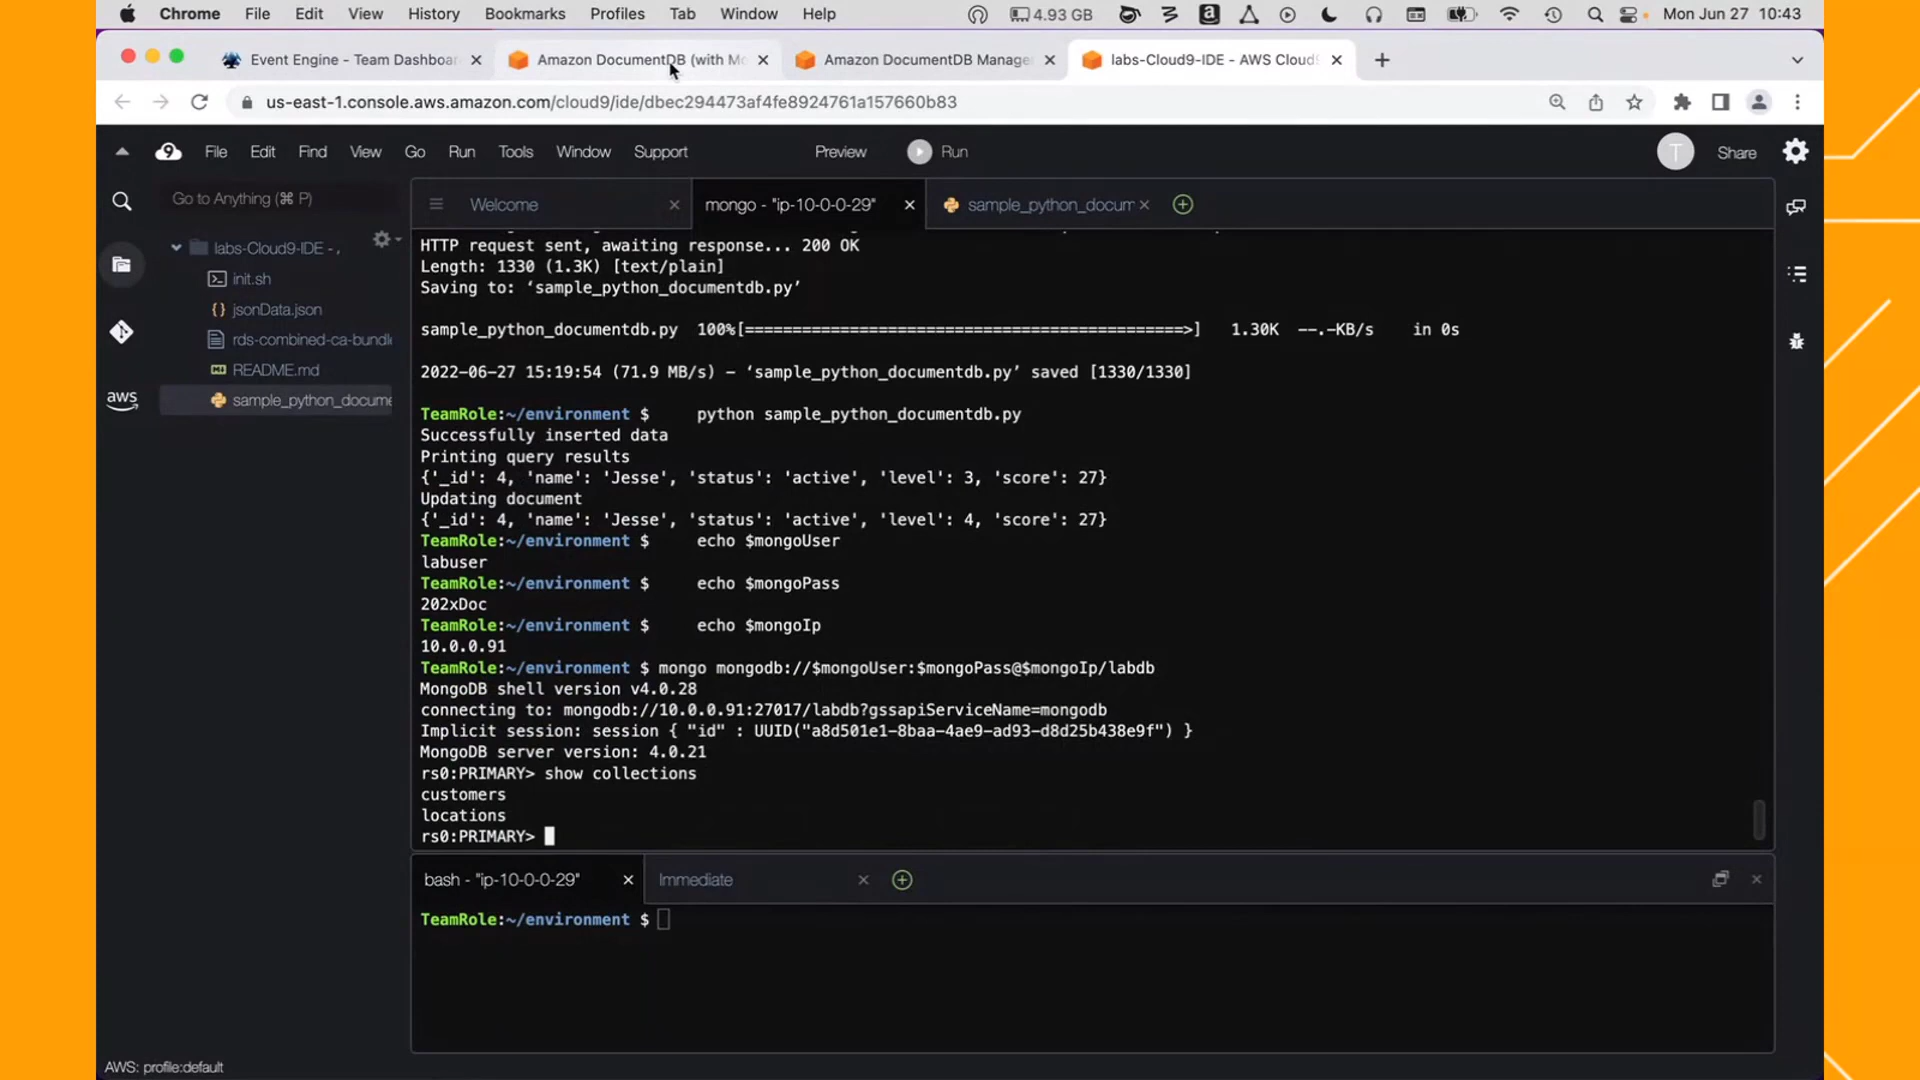 Chrome File Edit View History Bookmarks Profiles Tab Window Help 4.93 GB Mon Jun 27 10:43
Event Engine - Team Dashboar Amazon DocumentDB (with Mo Amazon DocumentDB Manage labs-Cloud9-IDE - AWS Cloud9
us-east-1.console.aws.amazon.com/cloud9/ide/dbec294473af4fe8924761a157660b83
9 File Edit Find View Go Run Tools Window Support Preview Run T Share
Go to Anything (⌘ P)
Welcome mongo - "ip-10-0-0-29" sample_python_docum
labs-Cloud9-IDE - /
init.sh
jsonData.json
rds-combined-ca-bundle
README.md
sample_python_docume
aws
HTTP request sent, awaiting response... 200 OK
Length: 1330 (1.3K) [text/plain]
Saving to: ‘sample_python_documentdb.py’
sample_python_documentdb.py 100%[============================================>] 1.30K --.-KB/s in 0s
2022-06-27 15:19:54 (71.9 MB/s) - ‘sample_python_documentdb.py’ saved [1330/1330]
TeamRole:~/environment $ python sample_python_documentdb.py
Successfully inserted data
Printing query results
{'_id': 4, 'name': 'Jesse', 'status': 'active', 'level': 3, 'score': 27}
Updating document
{'_id': 4, 'name': 'Jesse', 'status': 'active', 'level': 4, 'score': 27}
TeamRole:~/environment $ echo $mongoUser
labuser
TeamRole:~/environment $ echo $mongoPass
202xDoc
TeamRole:~/environment $ echo $mongoIp
10.0.0.91
TeamRole:~/environment $ mongo mongodb://$mongoUser:$mongoPass@$mongoIp/labdb
MongoDB shell version v4.0.28
connecting to: mongodb://10.0.0.91:27017/labdb?gssapiServiceName=mongodb
Implicit session: session { "id" : UUID("a8d501e1-8baa-4ae9-ad93-d8d25b438e9f") }
MongoDB server version: 4.0.21
rs0:PRIMARY> show collections
customers
locations
rs0:PRIMARY>
bash - "ip-10-0-0-29" Immediate
TeamRole:~/environment $
AWS: profile:default